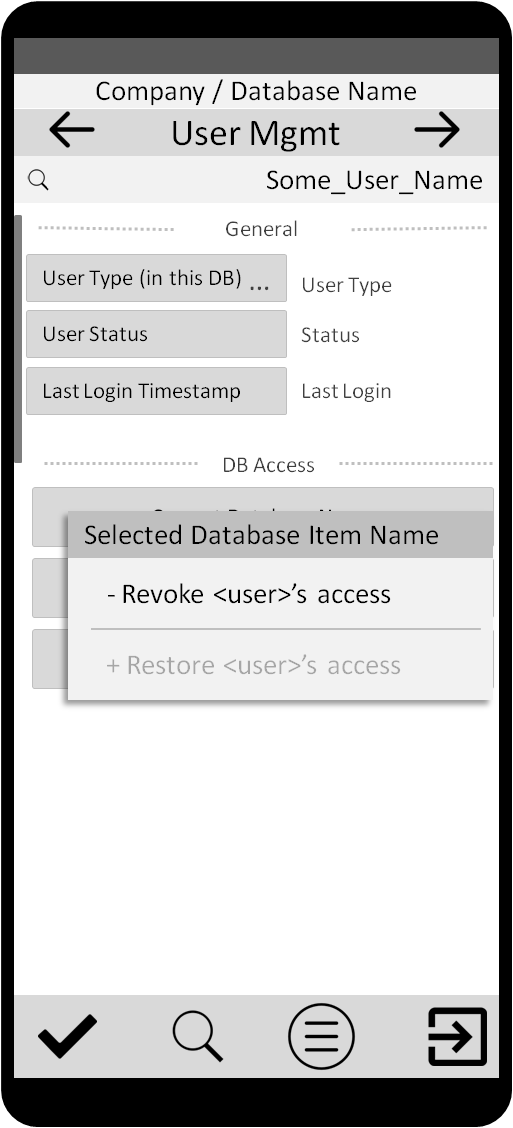 Company / Database Name
User Mgmt
Some_User_Name
General
User Type (in this DB) ...
User Type
User Status
Status
Last Login Timestamp
Last Login
DB Access
Selected Database Item Name
- Revoke <user>’s access
+ Restore <user>’s access